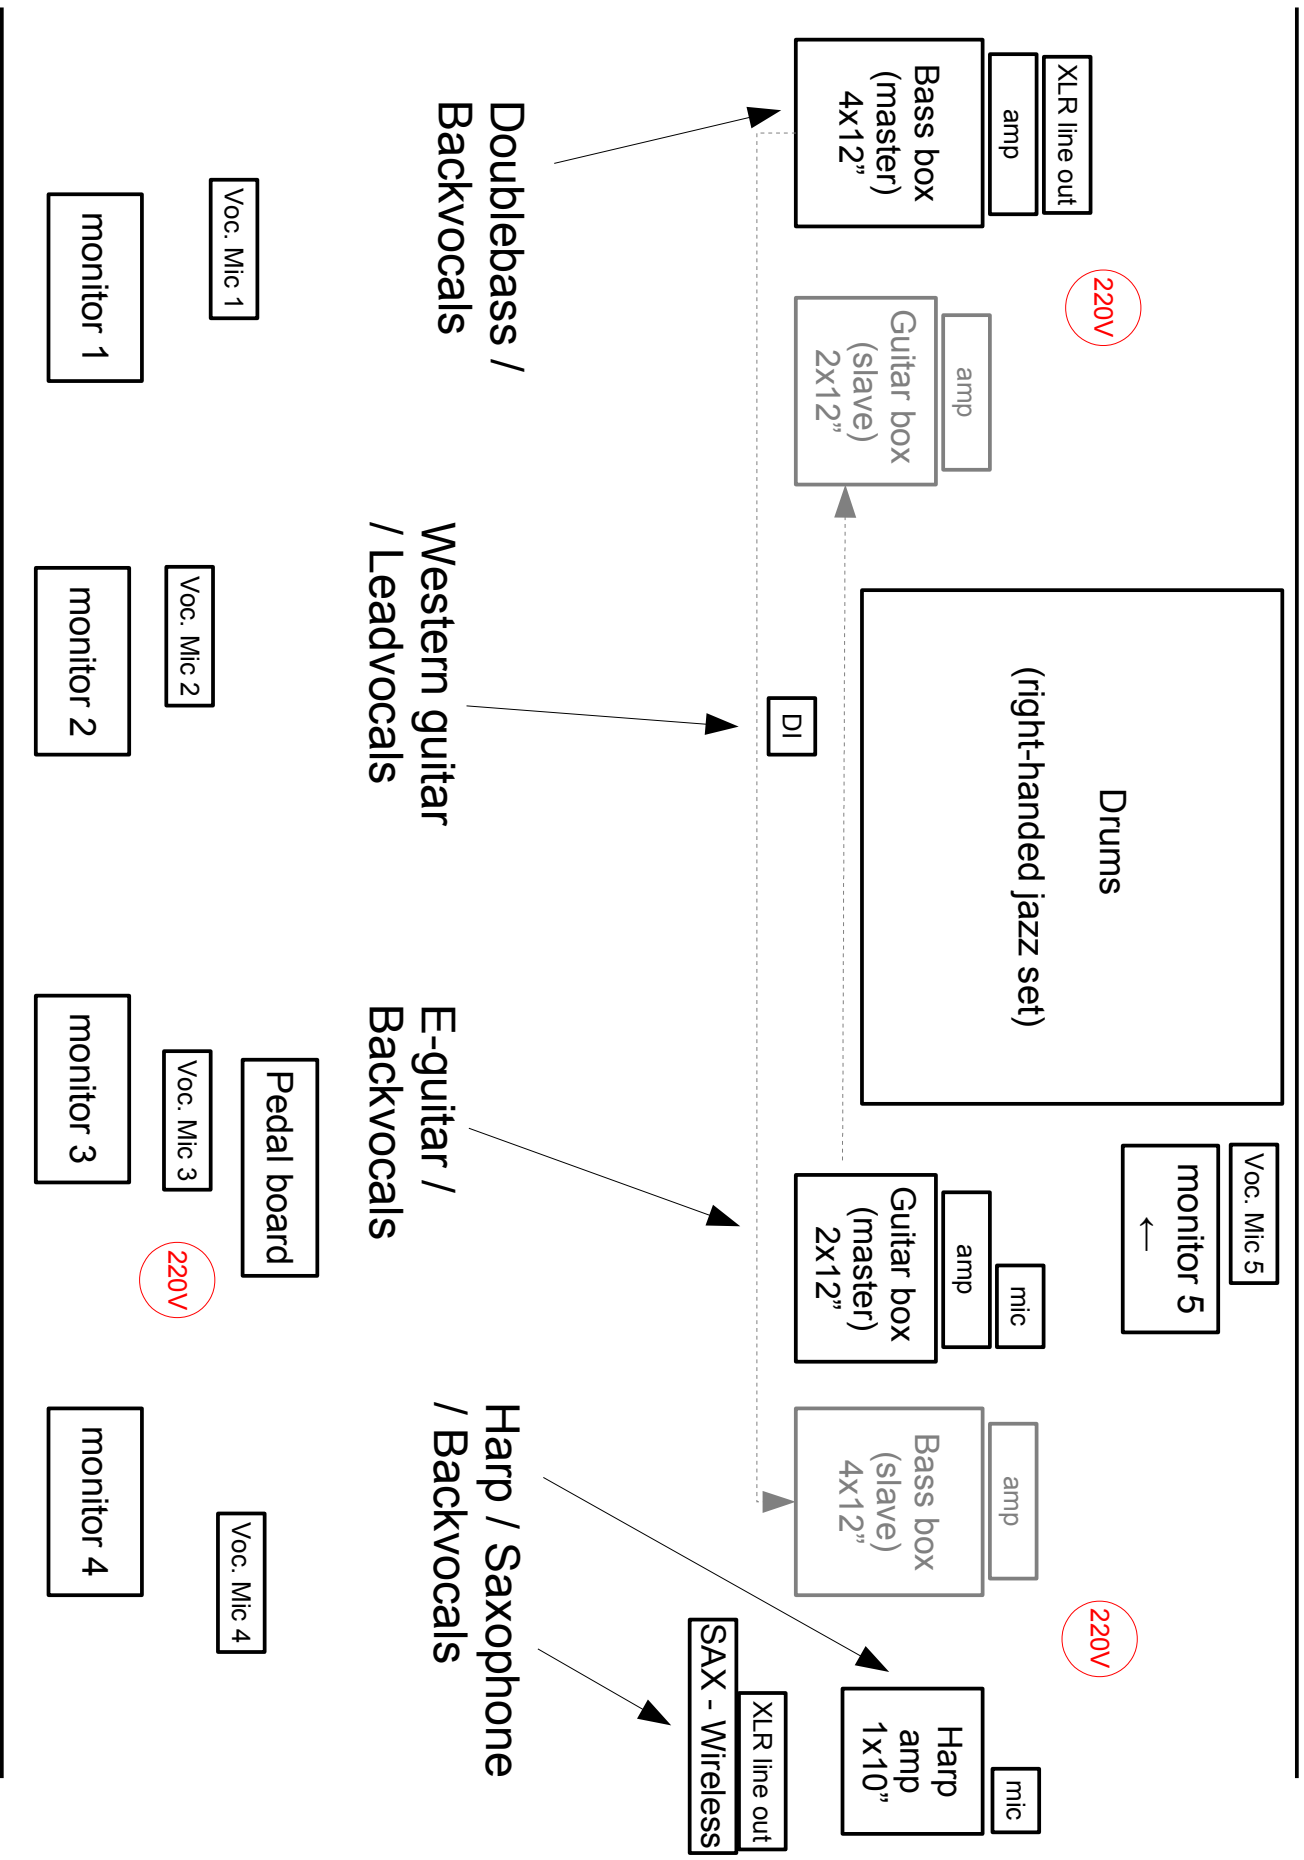 XLR line out
amp
Bass box
(master)
4x12”
220V
amp
Guitar box
(slave)
2x12”
Drums
(right-handed jazz set)
Voc. Mic 5
monitor 5
←
mic
amp
Guitar box
(master)
2x12”
amp
Bass box
(slave)
4x12”
220V
mic
Harp
amp
1x10”
DI
XLR line out
SAX - Wireless
Doublebass /
Backvocals
Western guitar
/ Leadvocals
E-guitar /
Backvocals
Harp / Saxophone
/ Backvocals
Pedal board
220V
Voc. Mic 1
Voc. Mic 2
Voc. Mic 3
Voc. Mic 4
monitor 1
monitor 2
monitor 3
monitor 4